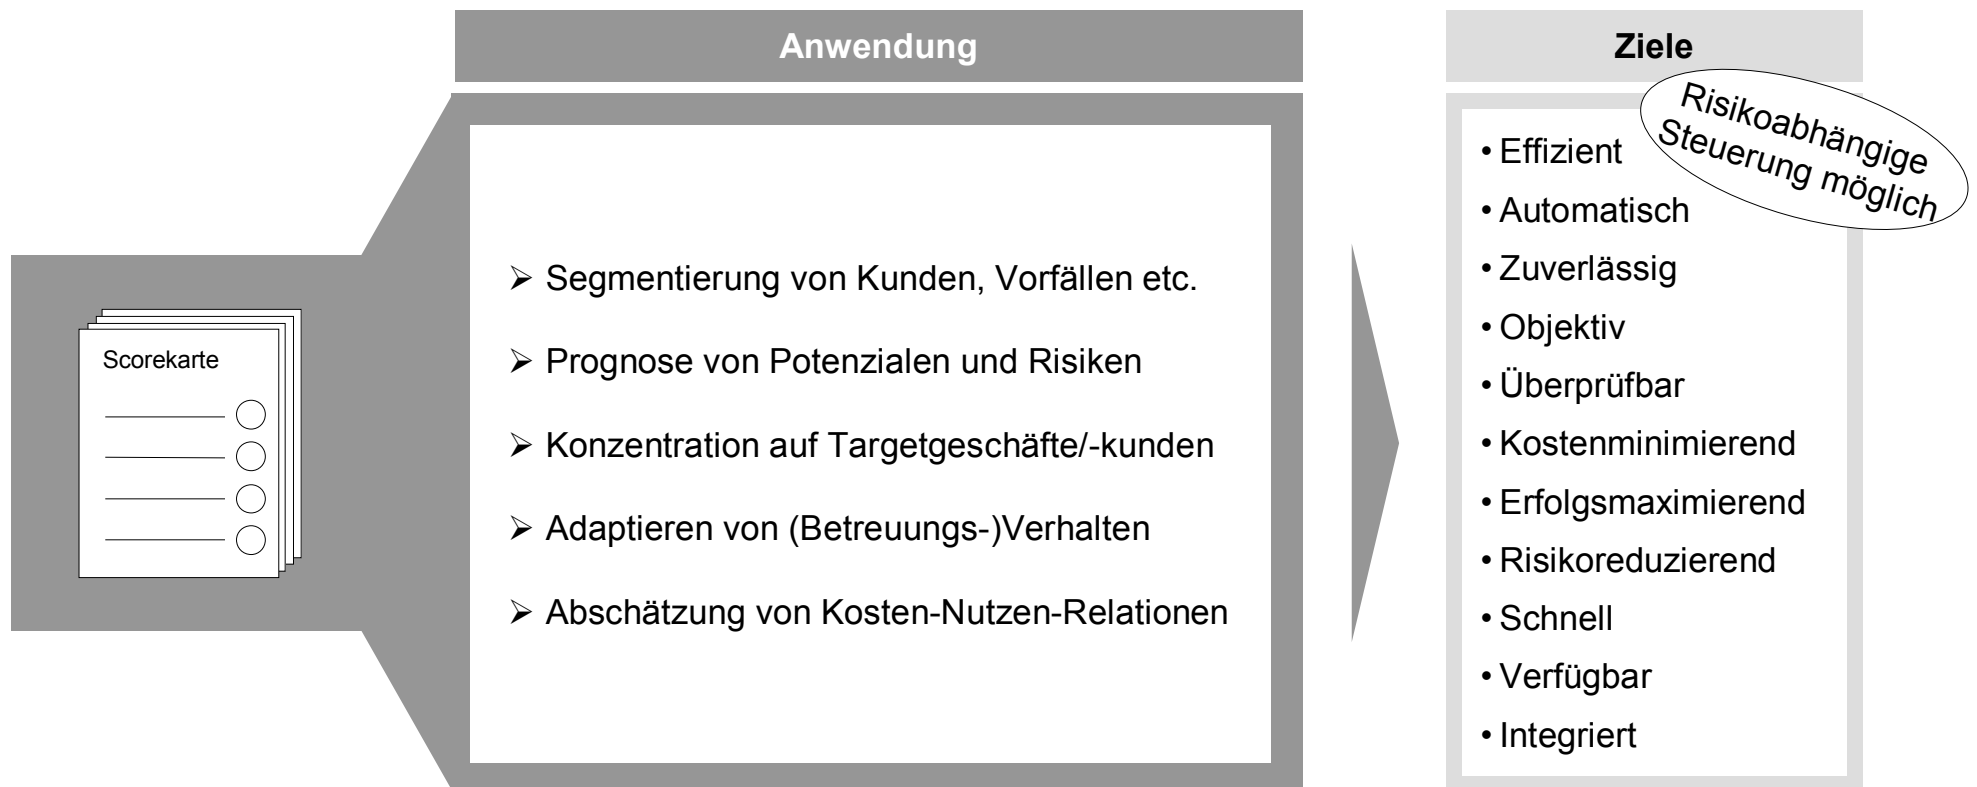 Anwendung
Ziele
Risikoabhängige
Steuerung möglich
Scorekarte
➢ Segmentierung von Kunden, Vorfällen etc.
➢ Prognose von Potenzialen und Risiken
➢ Konzentration auf Targetgeschäfte/-kunden
➢ Adaptieren von (Betreuungs-)Verhalten
➢ Abschätzung von Kosten-Nutzen-Relationen
• Effizient
• Automatisch
• Zuverlässig
• Objektiv
• Überprüfbar
• Kostenminimierend
• Erfolgsmaximierend
• Risikoreduzierend
• Schnell
• Verfügbar
• Integriert